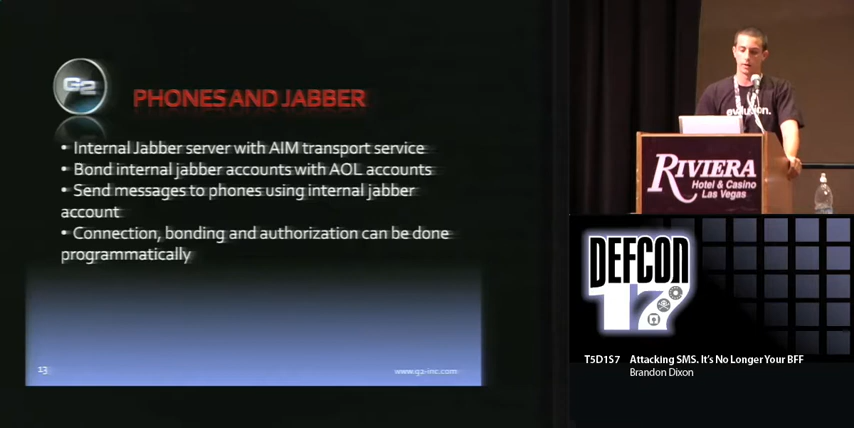 G2
PHONES AND JABBER
• Internal Jabber server with AIM transport service
• Bond internal jabber accounts with AOL accounts
• Send messages to phones using internal jabber
account
• Connection, bonding and authorization can be done
programmatically
13
www.g2-inc.com
RIVIERA
Hotel & Casino
Las Vegas
DEFCON
17
T5D1S7 Attacking SMS. It's No Longer Your BFF
Brandon Dixon